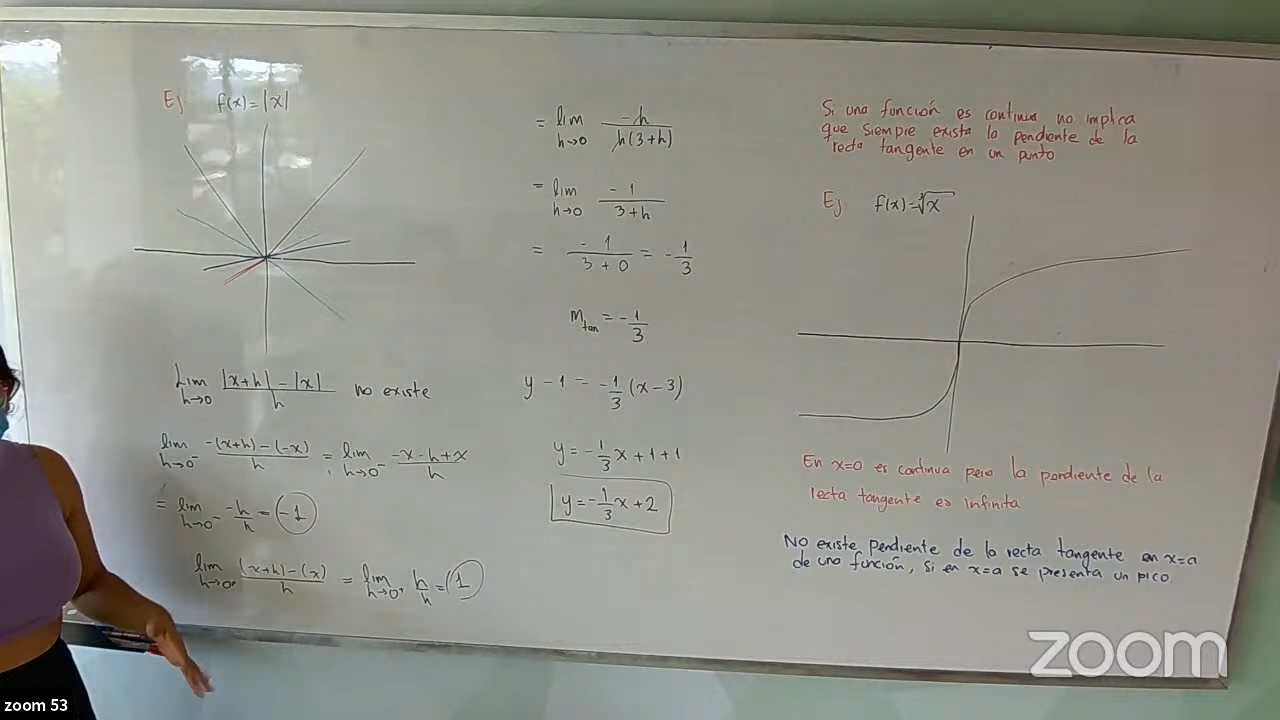 Ej f(x)=|x|
Lim h→0 |x+h| - |x| / h no existe
lim h→0⁻ -(x+h)-(-x) / h = lim h→0⁻ -x-h+x / h
= lim h→0⁻ -h/h = -1
lim h→0⁺ (x+h)-(x) / h = lim h→0⁺ h/h = 1
= lim h→0 -h / h(3+h)
= lim h→0 -1 / 3+h
= -1 / 3+0 = -1/3
m tan = -1/3
y-1 = -1/3 (x-3)
y = -1/3 x+1+1
y = -1/3 x+2
Si una función es continua no implica
que siempre exista la pendiente de la
recta tangente en un punto
Ej f(x)=∛x
En x=0 es continua pero la pendiente de la
recta tangente es infinita
No existe pendiente de la recta tangente en x=a
de una función, si en x=a se presenta un pico
zoom
zoom 53